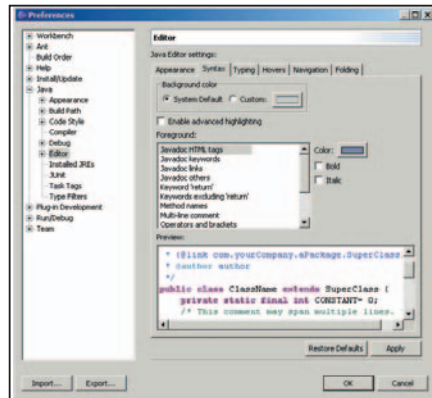 Preferences
Workbench
Ant
Build Order
Help
Install/Update
Java
Appearance
Build Path
Code Style
Compiler
Debug
Editor
Installed JREs
JUnit
Task Tags
Type Filters
Plug-in Development
Run/Debug
Team
Editor
Java Editor settings:
Appearance Syntax Typing Hovers Navigation Folding
Background color
System Default Custom:
Enable advanced highlighting
Foreground:
Javadoc HTML tags
Javadoc keywords
Javadoc links
Javadoc others
Keyword 'return'
Keywords excluding 'return'
Method names
Multi-line comment
Operators and brackets
Color:
Bold
Italic
Preview:
* {@link com.yourCompany.aPackage.SuperClass
* @author author
*/
public class ClassName extends SuperClass {
private static final int CONSTANT= 0;
/* This comment may span multiple lines.
Restore Defaults Apply
Import... Export... OK Cancel